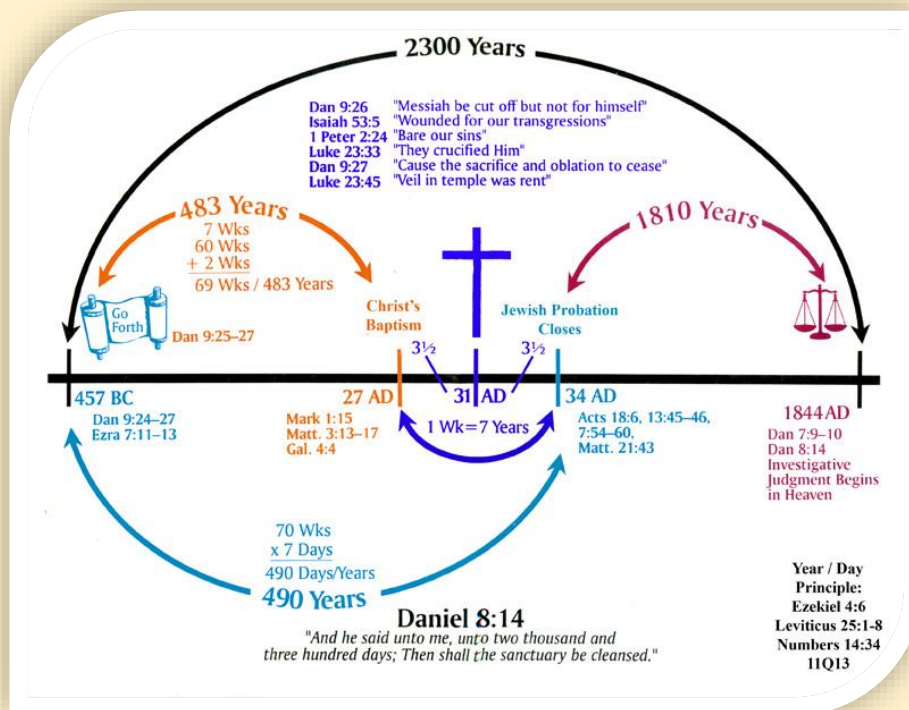 2300 Years
Dan 9:26 "Messiah be cut off but not for himself"
Isaiah 53:5 "Wounded for our transgressions"
1 Peter 2:24 "Bare our sins"
Luke 23:33 "They crucified Him"
Dan 9:27 "Cause the sacrifice and oblation to cease"
Luke 23:45 "Veil in temple was rent"
483 Years
7 Wks
60 Wks
+ 2 Wks
69 Wks / 483 Years
1810 Years
Go
Forth
Dan 9:25–27
Christ's
Baptism
Jewish Probation
Closes
3½
3½
457 BC
Dan 9:24–27
Ezra 7:11–13
27 AD
Mark 1:15
Matt. 3:13–17
Gal. 4:4
31 AD
1 Wk=7 Years
34 AD
Acts 18:6, 13:45–46,
7:54–60,
Matt. 21:43
1844 AD
Dan 7:9–10
Dan 8:14
Investigative
Judgment Begins
in Heaven
70 Wks
x 7 Days
490 Days/Years
490 Years
Daniel 8:14
"And he said unto me, unto two thousand and
three hundred days; Then shall the sanctuary be cleansed."
Year / Day
Principle:
Ezekiel 4:6
Leviticus 25:1-8
Numbers 14:34
11Q13